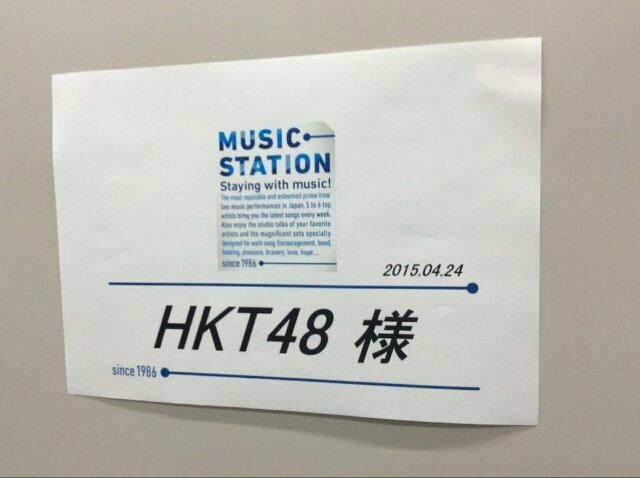 MUSIC
STATION
Staying with music!
The most reputable and esteemed prime time
live music performances in Japan. 5 to 6 top
artists bring you the latest songs every week.
Also enjoy the studio talks of your favorite
artists and the magnificent sets specially
designed for each song. Encouragement, bond,
healing, pleasure, bravery, love, hope...
since 1986
2015.04.24
HKT48 様
since 1986